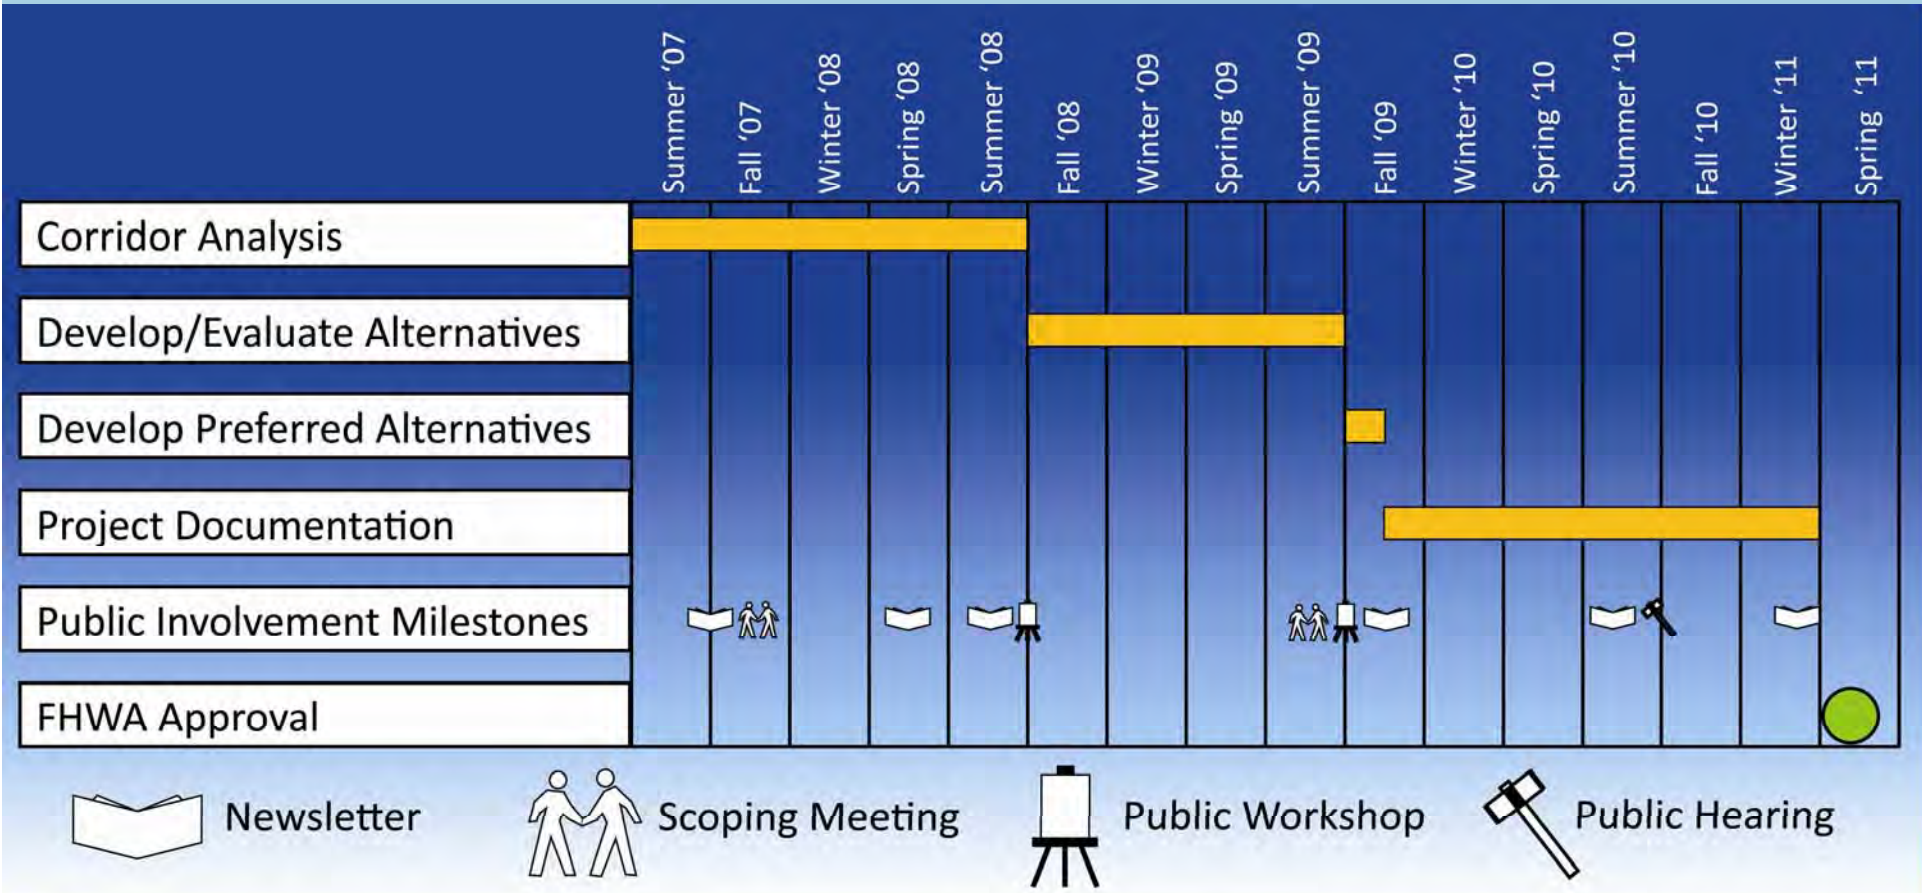 Summer ‘07
Fall ‘07
Winter ‘08
Spring ‘08
Summer ‘08
Fall ‘08
Winter ‘09
Spring ‘09
Summer ‘09
Fall ‘09
Winter ‘10
Spring ‘10
Summer ‘10
Fall ‘10
Winter ‘11
Spring ‘11
Corridor Analysis
Develop/Evaluate Alternatives
Develop Preferred Alternatives
Project Documentation
Public Involvement Milestones
FHWA Approval
Newsletter
Scoping Meeting
Public Workshop
Public Hearing